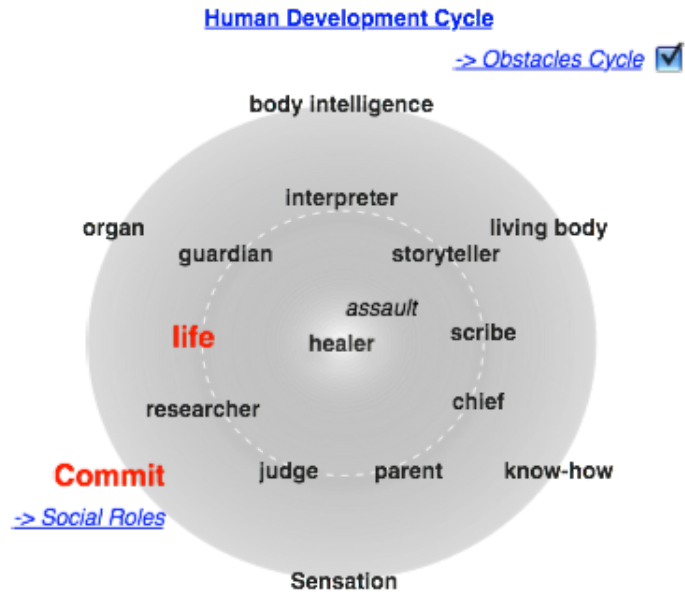 Human Development Cycle
-> Obstacles Cycle
body intelligence
interpreter
organ
living body
guardian
storyteller
assault
life
healer
scribe
researcher
chief
Commit
judge
parent
know-how
-> Social Roles
Sensation